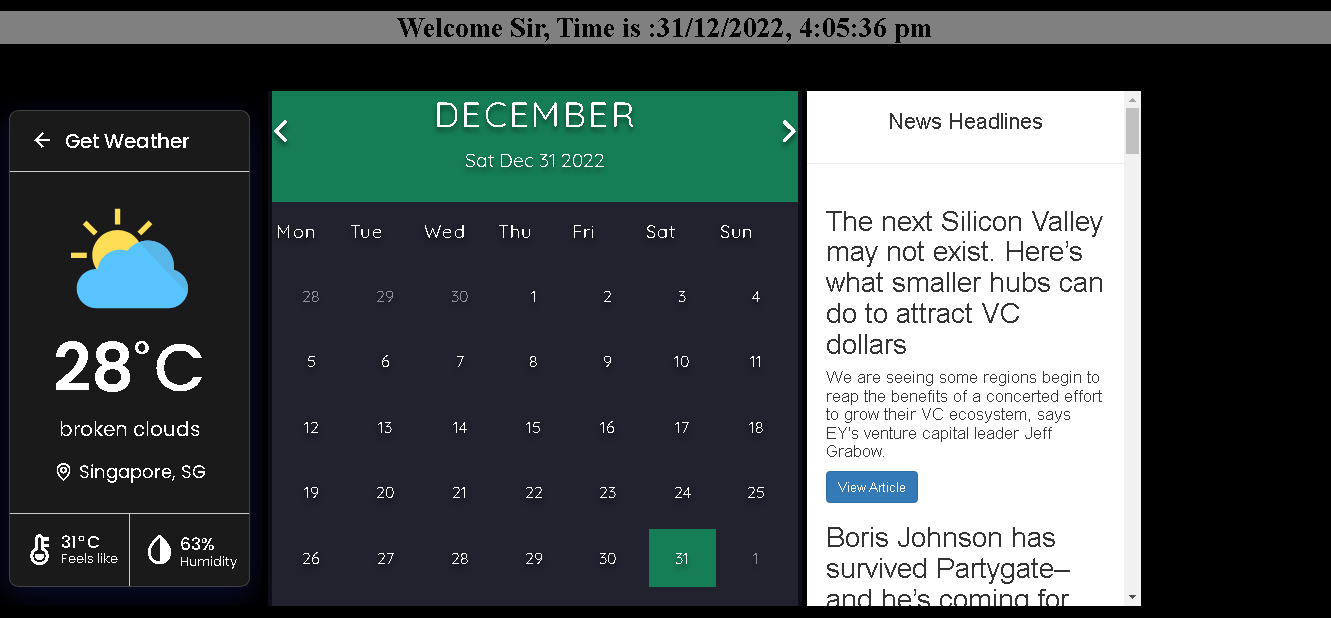 Welcome Sir, Time is :31/12/2022, 4:05:36 pm
Get Weather
28°C
broken clouds
Singapore, SG
31°C
Feels like
63%
Humidity
DECEMBER
Sat Dec 31 2022
Mon Tue Wed Thu Fri Sat Sun
28 29 30 1 2 3 4
5 6 7 8 9 10 11
12 13 14 15 16 17 18
19 20 21 22 23 24 25
26 27 28 29 30 31 1
News Headlines
The next Silicon Valley
may not exist. Here’s
what smaller hubs can
do to attract VC
dollars
We are seeing some regions begin to
reap the benefits of a concerted effort
to grow their VC ecosystem, says
EY's venture capital leader Jeff
Grabow.
View Article
Boris Johnson has
survived Partygate–
and he’s coming for